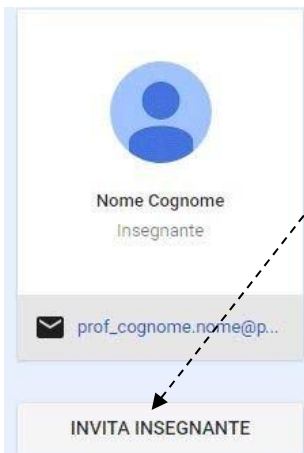 Nome Cognome
Insegnante
prof_cognome.nome@p...
INVITA INSEGNANTE